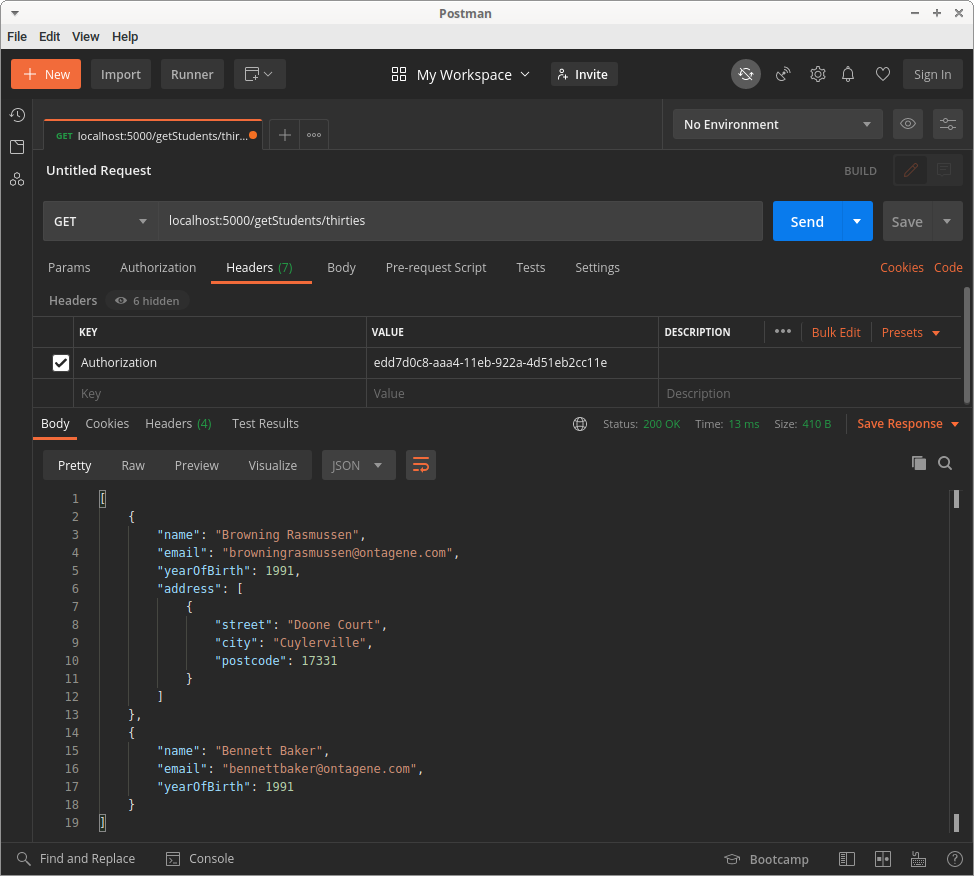 Postman
File Edit View Help
New Import Runner My Workspace Invite Sign In
GET localhost:5000/getStudents/thir... No Environment
Untitled Request BUILD
GET localhost:5000/getStudents/thirties Send Save
Params Authorization Headers (7) Body Pre-request Script Tests Settings Cookies Code
Headers 6 hidden
KEY VALUE DESCRIPTION ••• Bulk Edit Presets
Authorization edd7d0c8-aaa4-11eb-922a-4d51eb2cc11e
Key Value Description
Body Cookies Headers (4) Test Results Status: 200 OK Time: 13 ms Size: 410 B Save Response
Pretty Raw Preview Visualize JSON
1 [
2 {
3 "name": "Browning Rasmussen",
4 "email": "browningrasmussen@ontagene.com",
5 "yearOfBirth": 1991,
6 "address": [
7 {
8 "street": "Doone Court",
9 "city": "Cuylerville",
10 "postcode": 17331
11 }
12 ]
13 },
14 {
15 "name": "Bennett Baker",
16 "email": "bennettbaker@ontagene.com",
17 "yearOfBirth": 1991
18 }
19 ]
Find and Replace Console Bootcamp